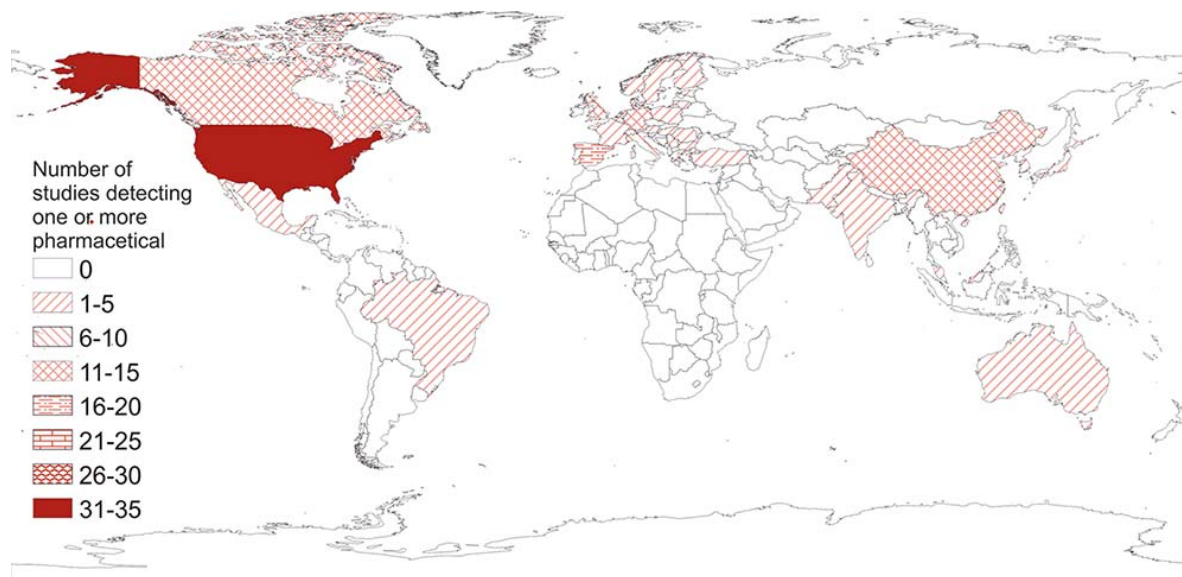 Number of
studies detecting
one or more
pharmacetical
0
1-5
6-10
11-15
16-20
21-25
26-30
31-35